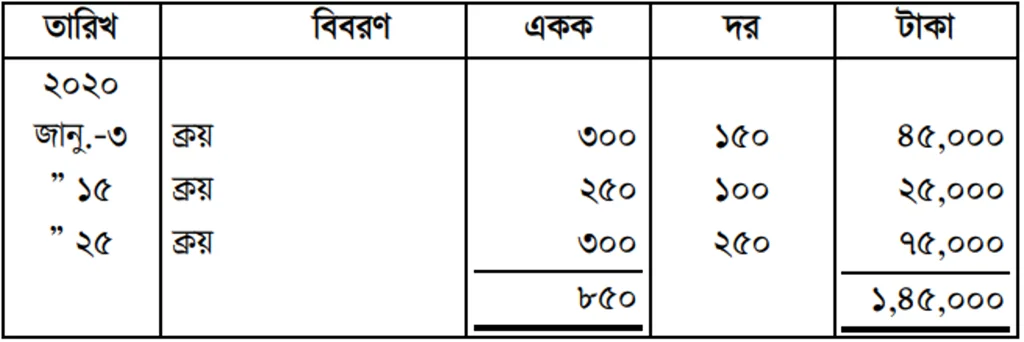 তারিখ বিবরণ একক দর টাকা
২০২০
জানু.-৩ ক্রয় ৩০০ ১৫০ ৪৫,০০০
” ১৫ ক্রয় ২৫০ ১০০ ২৫,০০০
” ২৫ ক্রয় ৩০০ ২৫০ ৭৫,০০০
৮৫০ ১,৪৫,০০০